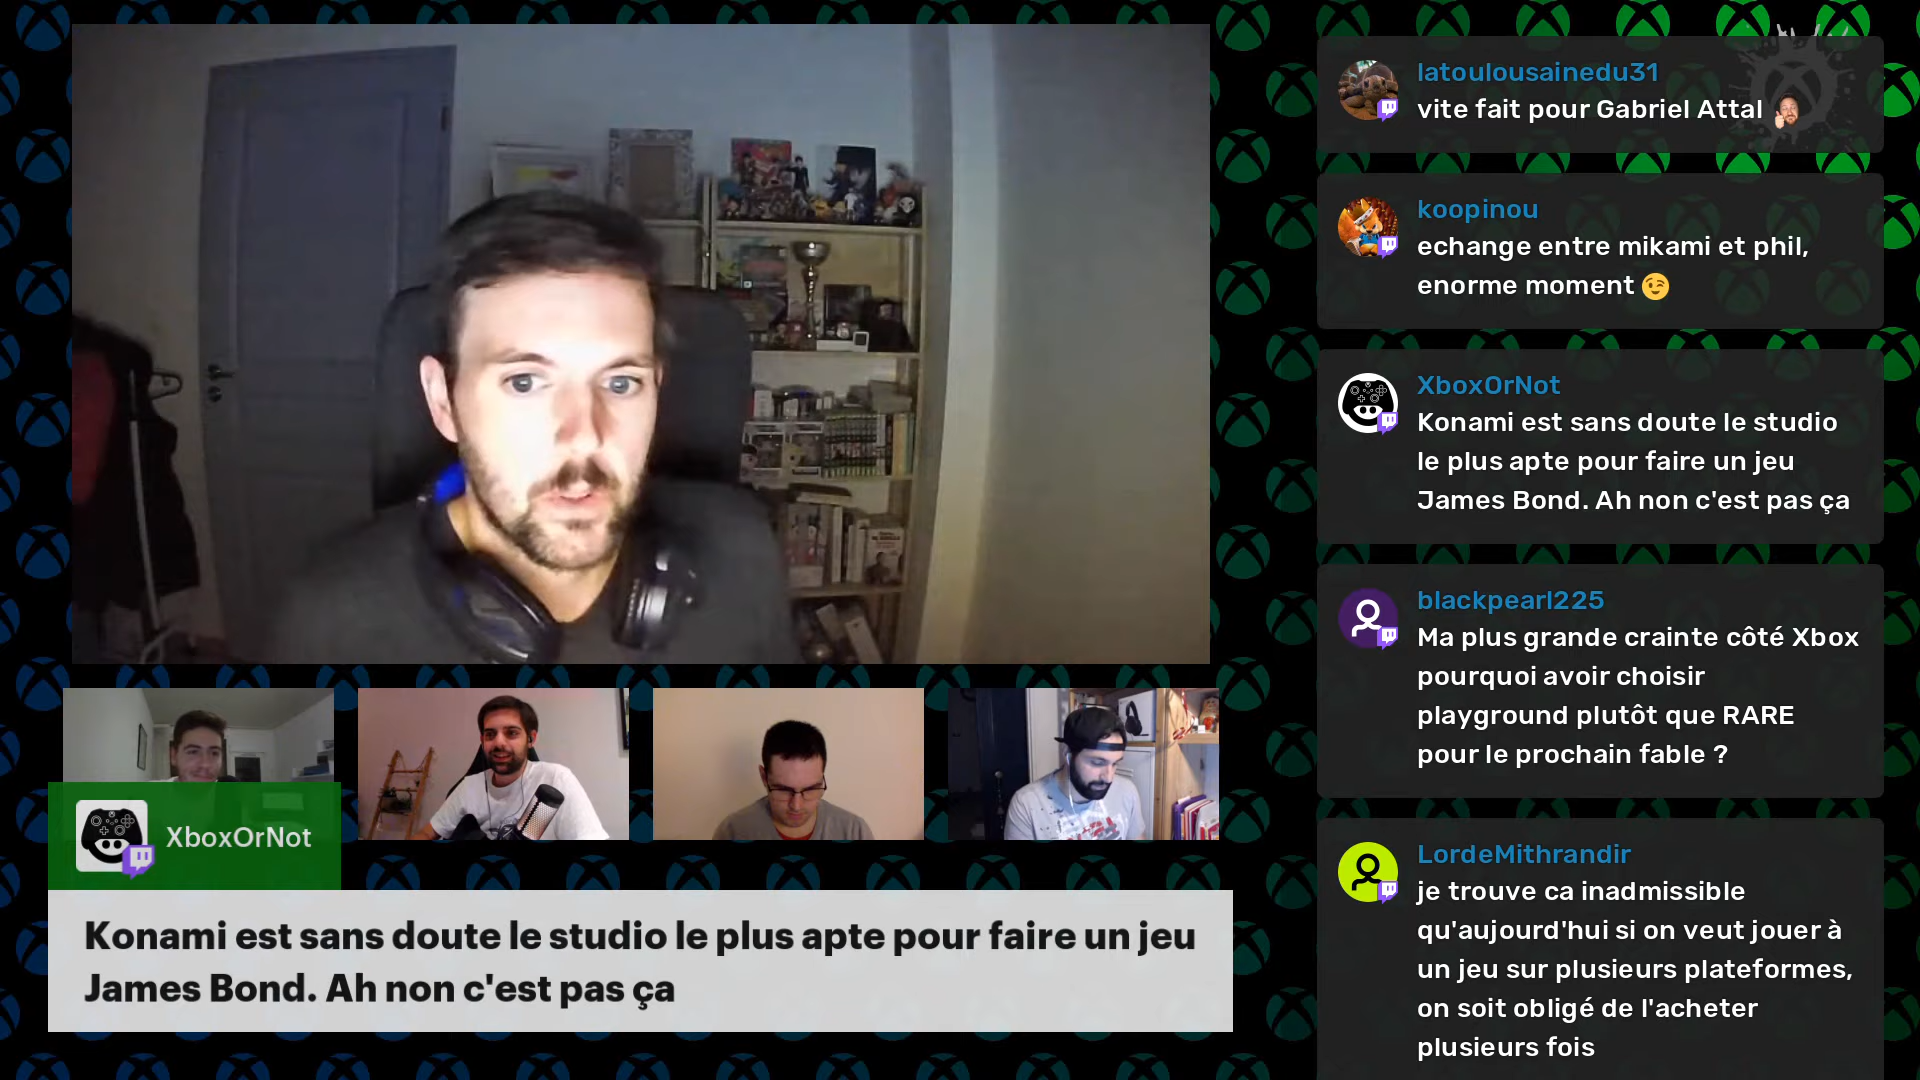 latoulousainedu31
vite fait pour Gabriel Attal
koopinou
echange entre mikami et phil,
enorme moment 😉
XboxOrNot
Konami est sans doute le studio
le plus apte pour faire un jeu
James Bond. Ah non c'est pas ça
blackpearl225
Ma plus grande crainte côté Xbox
pourquoi avoir choisir
playground plutôt que RARE
pour le prochain fable ?
LordeMithrandir
je trouve ca inadmissible
qu'aujourd'hui si on veut jouer à
un jeu sur plusieurs plateformes,
on soit obligé de l'acheter
plusieurs fois
XboxOrNot
Konami est sans doute le studio le plus apte pour faire un jeu
James Bond. Ah non c'est pas ça